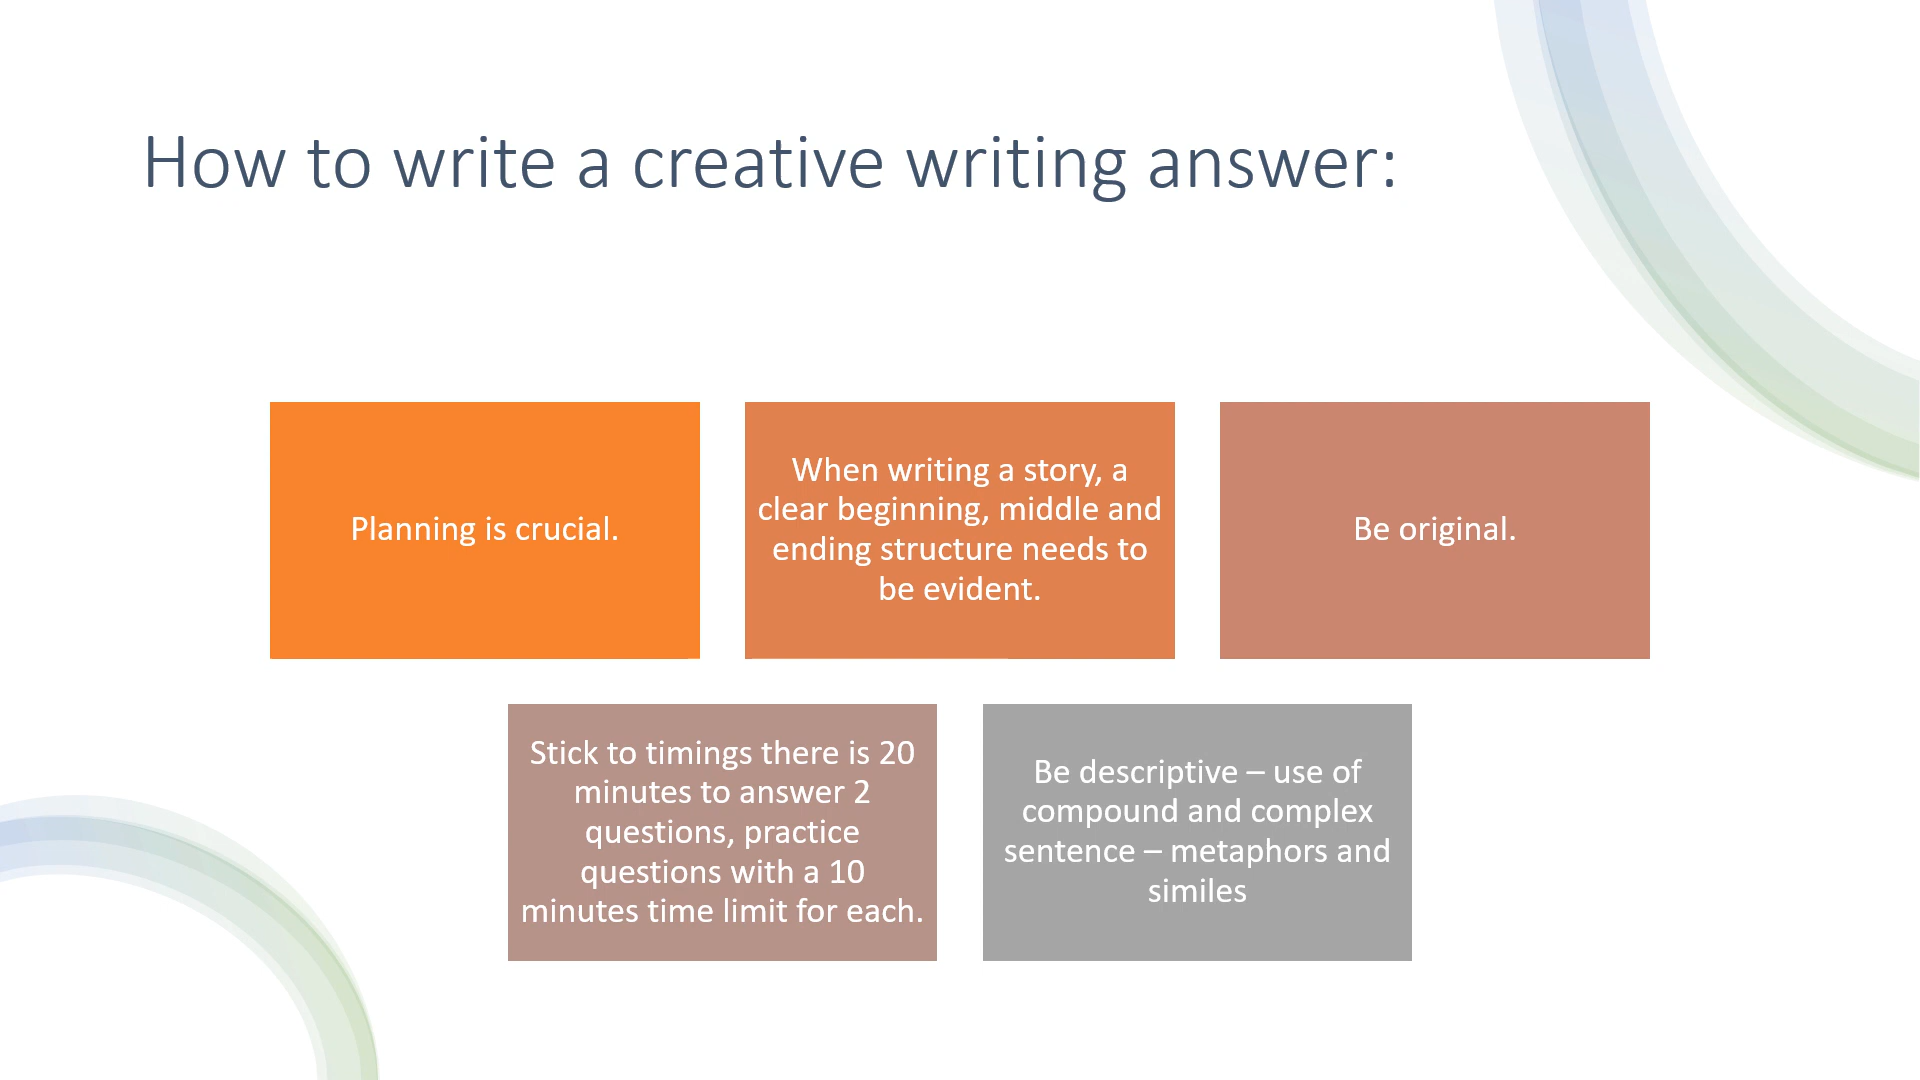 How to write a creative writing answer:
Planning is crucial.
When writing a story, a
clear beginning, middle and
ending structure needs to
be evident.
Be original.
Stick to timings there is 20
minutes to answer 2
questions, practice
questions with a 10
minutes time limit for each.
Be descriptive – use of
compound and complex
sentence – metaphors and
similes